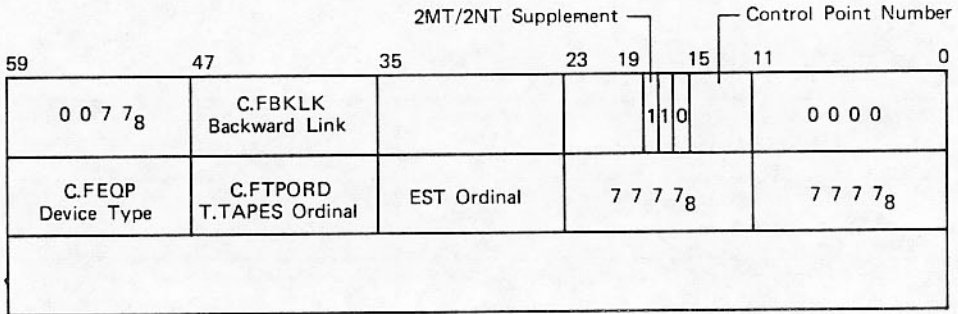 2MT/2NT Supplement Control Point Number
59 47 35 23 19 15 11 0
0 0 7 7₈ C.FBKLK Backward Link 1 1 0 0 0 0 0
C.FEQP Device Type C.FTPORD T.TAPES Ordinal EST Ordinal 7 7 7 7₈ 7 7 7 7₈